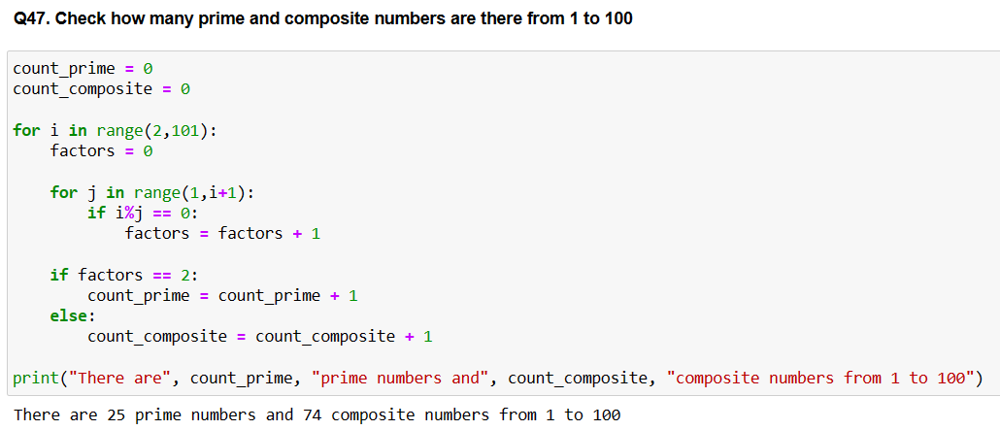 Q47. Check how many prime and composite numbers are there from 1 to 100
count_prime = 0
count_composite = 0
for i in range(2,101):
    factors = 0
    for j in range(1,i+1):
        if i%j == 0:
            factors = factors + 1
    if factors == 2:
        count_prime = count_prime + 1
    else:
        count_composite = count_composite + 1
print("There are", count_prime, "prime numbers and", count_composite, "composite numbers from 1 to 100")
There are 25 prime numbers and 74 composite numbers from 1 to 100